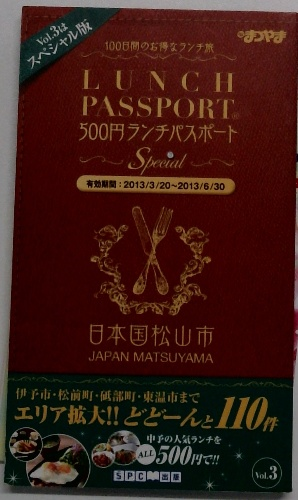 Vol.3は
スペシャル版
まつやま
100日間のお得なランチ旅
LUNCH
PASSPORT®
500円ランチパスポート
Special
有効期間：2013/3/20～2013/6/30
日本国松山市
JAPAN MATSUYAMA
伊予市・松前町・砥部町・東温市まで
エリア拡大!! どどーんと110件
中予の人気ランチを
ALL 500円で!!
SPC出版
Vol.3